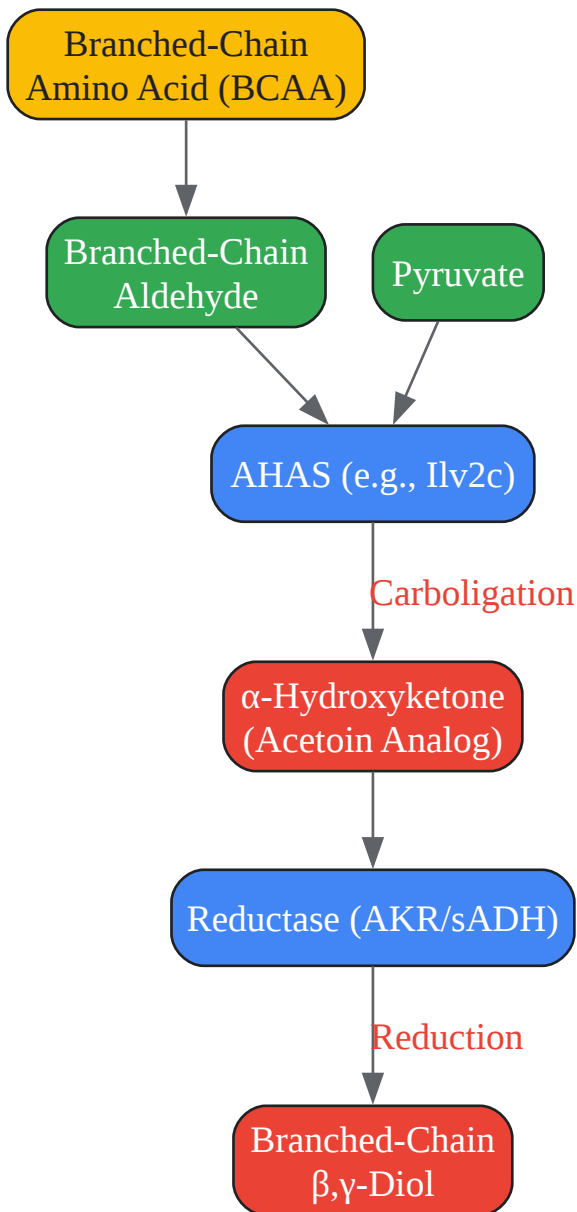 Branched-Chain
Amino Acid (BCAA)
Branched-Chain
Aldehyde
Pyruvate
AHAS (e.g., Ilv2c)
Carboligation
α-Hydroxyketone
(Acetoin Analog)
Reductase (AKR/sADH)
Reduction
Branched-Chain
β,γ-Diol